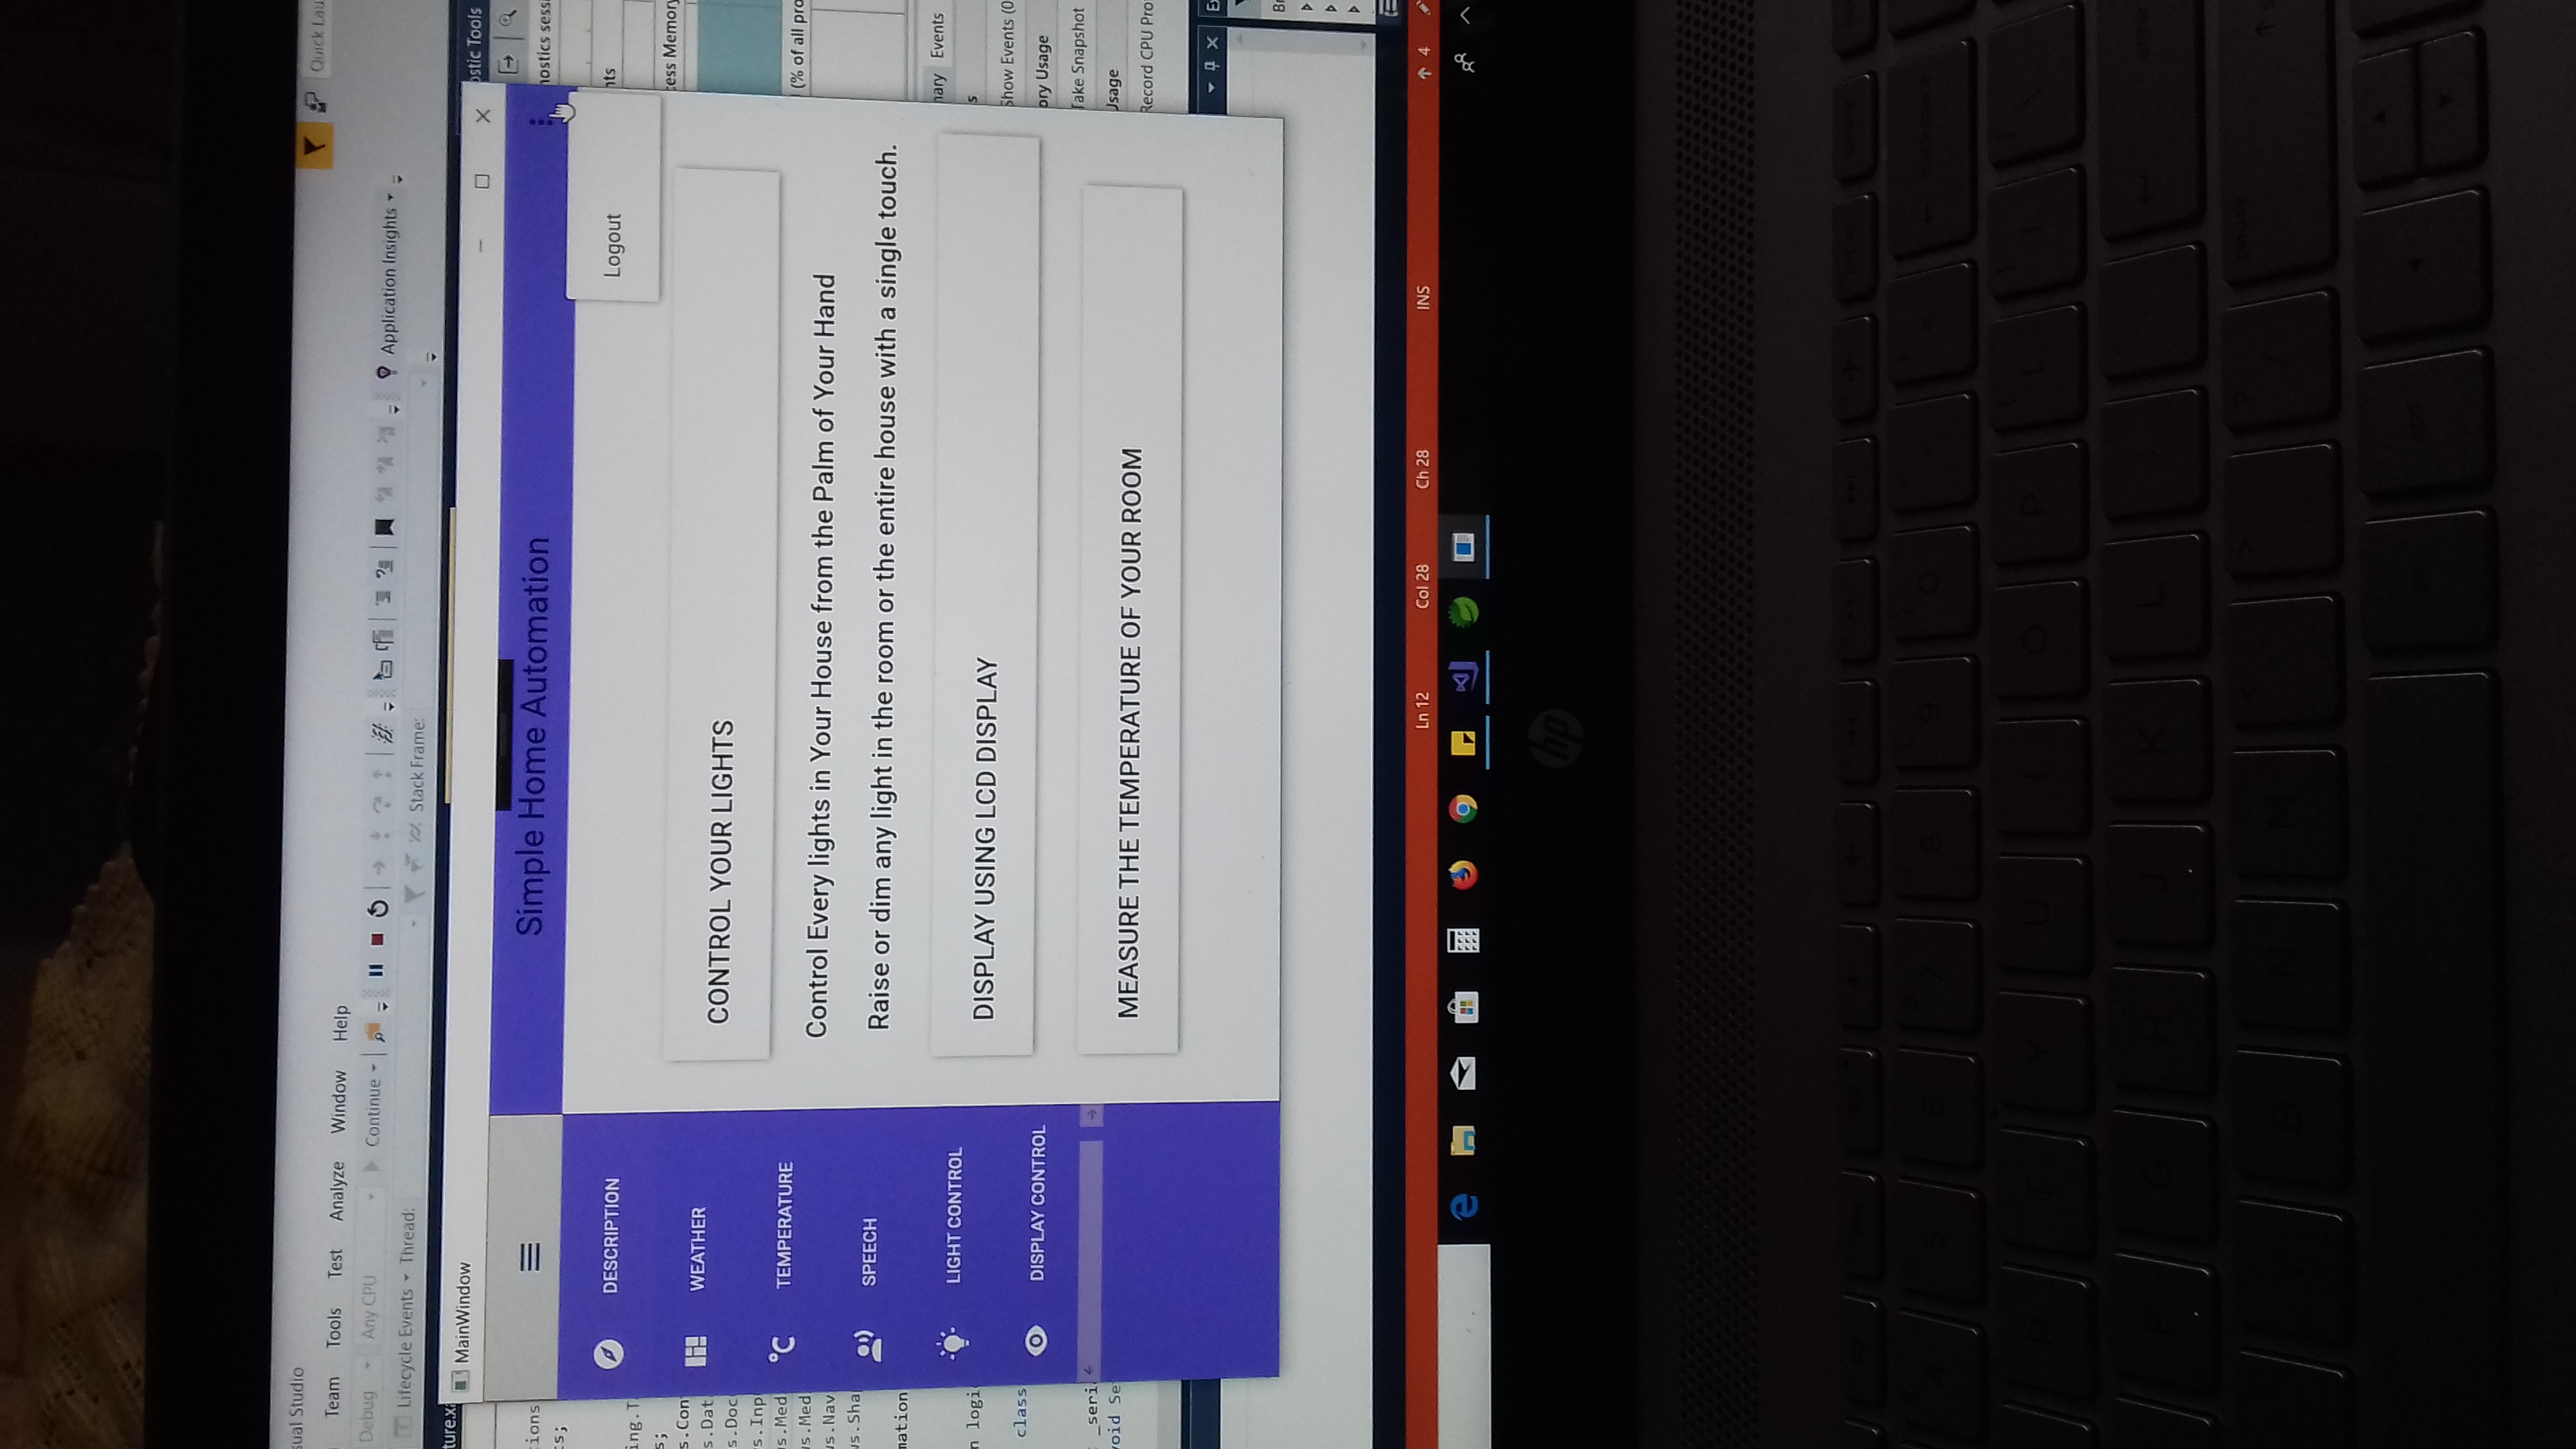 sual Studio
Team Tools Test Analyze Window Help
Quick Lau
Debug Any CPU Continue Application Insights
Lifecycle Events Thread: Stack Frame:
ture.xa
MainWindow
ostic Tools
Simple Home Automation
nostics sess
Logout
DESCRIPTION
WEATHER
TEMPERATURE
SPEECH
LIGHT CONTROL
DISPLAY CONTROL
CONTROL YOUR LIGHTS
Control Every lights in Your House from the Palm of Your Hand
Raise or dim any light in the room or the entire house with a single touch.
DISPLAY USING LCD DISPLAY
MEASURE THE TEMPERATURE OF YOUR ROOM
tions
ts;
ing.T
s;
s.Con
s.Dat
s.Doc
s.Inp
s.Med
s.Med
s.Nav
s.Sha
mation
n logi
class
_seri
void Se
nts
cess Memory
(% of all pro
nary Events
s
Show Events (0
ory Usage
Take Snapshot
Usage
Record CPU Pro
Ln 12 Col 28 Ch 28 INS 4
hp